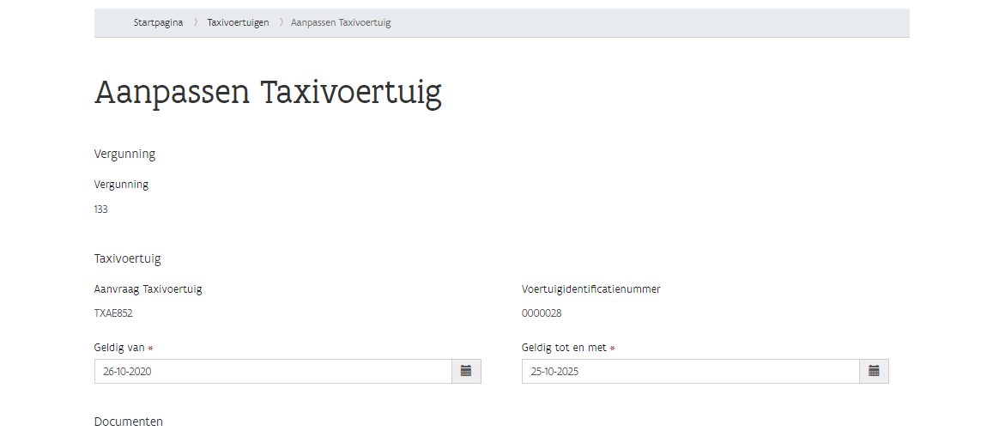 Startpagina > Taxivoertuigen > Aanpassen Taxivoertuig
Aanpassen Taxivoertuig
Vergunning
Vergunning
133
Taxivoertuig
Aanvraag Taxivoertuig Voertuigidentificatienummer
TXAE852 0000028
Geldig van * Geldig tot en met *
26-10-2020 25-10-2025
Documenten